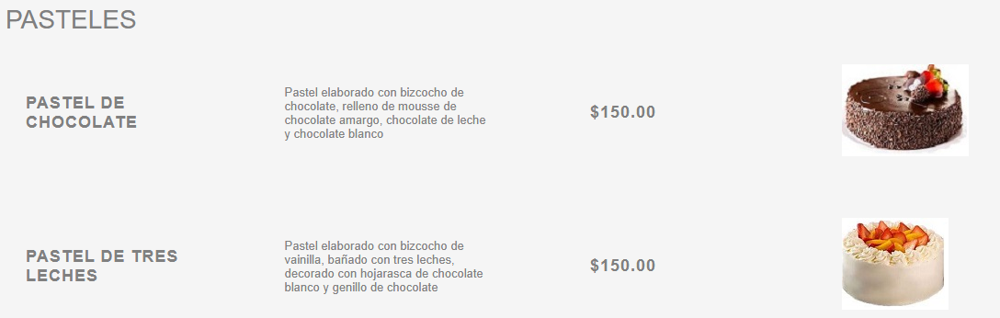 PASTELES
PASTEL DE
CHOCOLATE
Pastel elaborado con bizcocho de
chocolate, relleno de mousse de
chocolate amargo, chocolate de leche
y chocolate blanco
$150.00
PASTEL DE TRES
LECHES
Pastel elaborado con bizcocho de
vainilla, bañado con tres leches,
decorado con hojarasca de chocolate
blanco y genillo de chocolate
$150.00